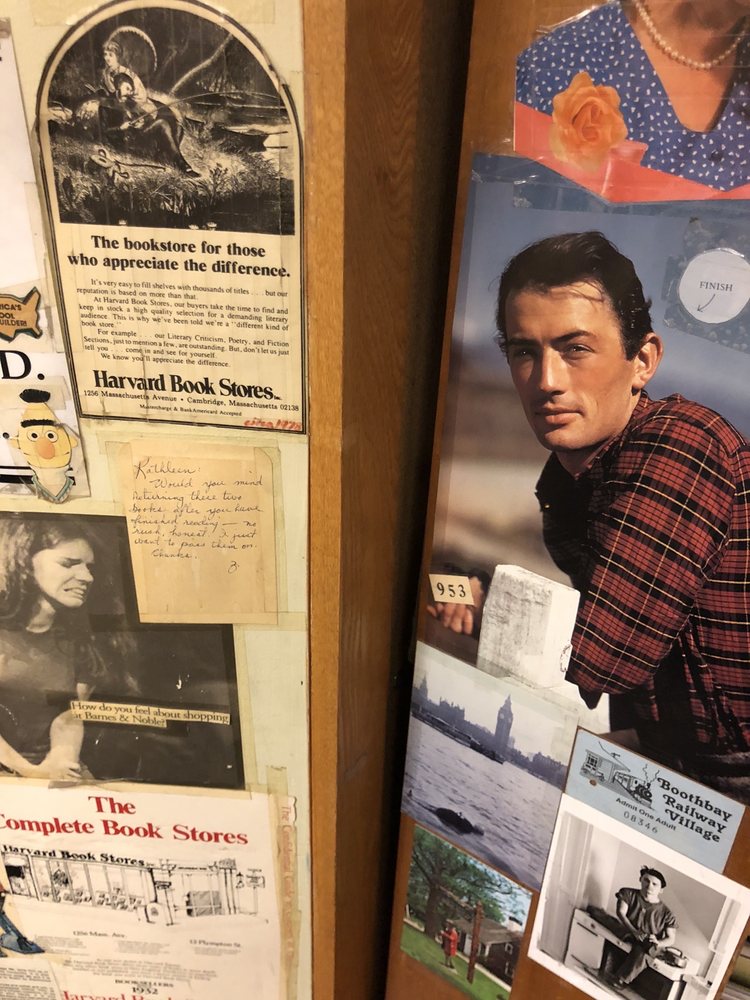 The bookstore for those
who appreciate the difference.
It's very easy to fill shelves with thousands of titles . . . but our
reputation is based on more than that.
At Harvard Book Stores, our buyers take the time to find and
keep in stock a high quality selection for a demanding literary
audience. This is why we've been told we're a "different kind of
book store."
For example . . . our Literary Criticism, Poetry, and Fiction
Sections, just to mention a few, are outstanding. But, don't let us just
tell you . . . come in and see for yourself.
We know you'll appreciate the difference.
Harvard Book Stores Inc.
1256 Massachusetts Avenue • Cambridge, Massachusetts 02138
Mastercharge & BankAmericard Accepted
circa 1978
RICA'S
OOL
UILDER!
D.
Kathleen:
Would you mind
returning these two
books after you have
finished reading — no
rush, honest. I just
want to pass them on.
Thanks,
How do you feel about shopping
at Barnes & Noble?
The
Complete Book Stores
Harvard Book Stores
1256 Mass. Ave.
13 Plympton St.
BOOKSELLERS
1932
Harvard B
FINISH
953
Boothbay
Railway
Village
Admit One Adult
08346